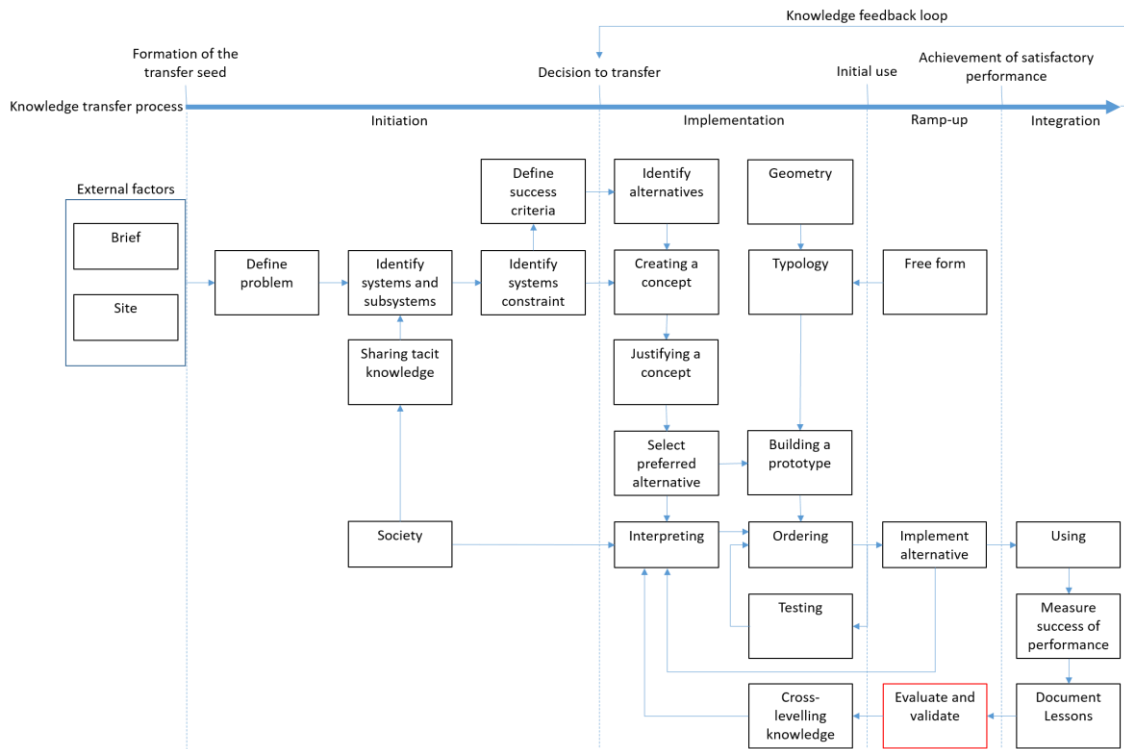 Knowledge feedback loop
Formation of the
transfer seed
Decision to transfer
Initial use
Achievement of satisfactory
performance
Knowledge transfer process
Initiation
Implementation
Ramp-up
Integration
External factors
Brief
Site
Define
success
criteria
Identify
alternatives
Geometry
Define
problem
Identify
systems and
subsystems
Identify
systems
constraint
Creating a
concept
Typology
Free form
Sharing tacit
knowledge
Justifying a
concept
Select
preferred
alternative
Building a
prototype
Society
Interpreting
Ordering
Implement
alternative
Using
Testing
Measure
success of
performance
Cross-
levelling
knowledge
Evaluate and
validate
Document
Lessons